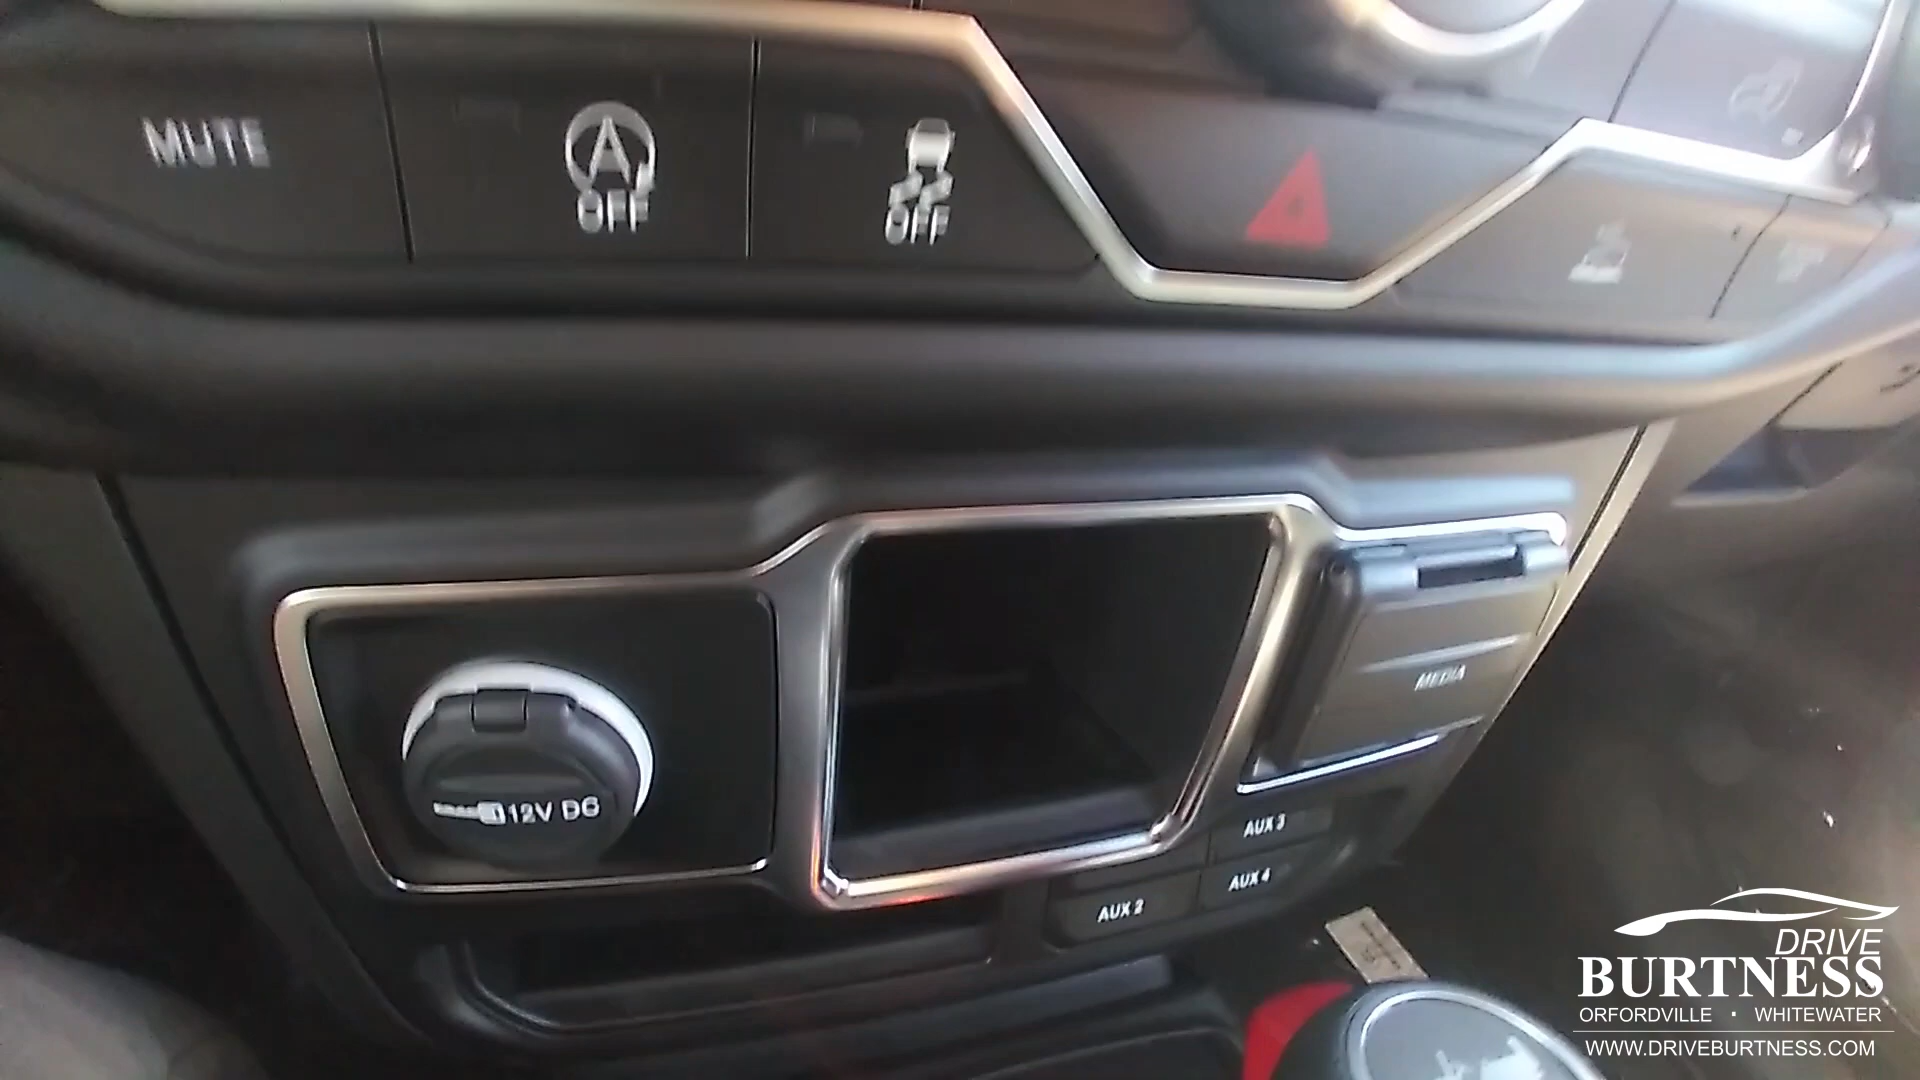 MUTE
A
OFF
OFF
12V DC
MEDIA
AUX 3
AUX 4
AUX 2
DRIVE
BURTNESS
ORFORDVILLE · WHITEWATER
WWW.DRIVEBURTNESS.COM